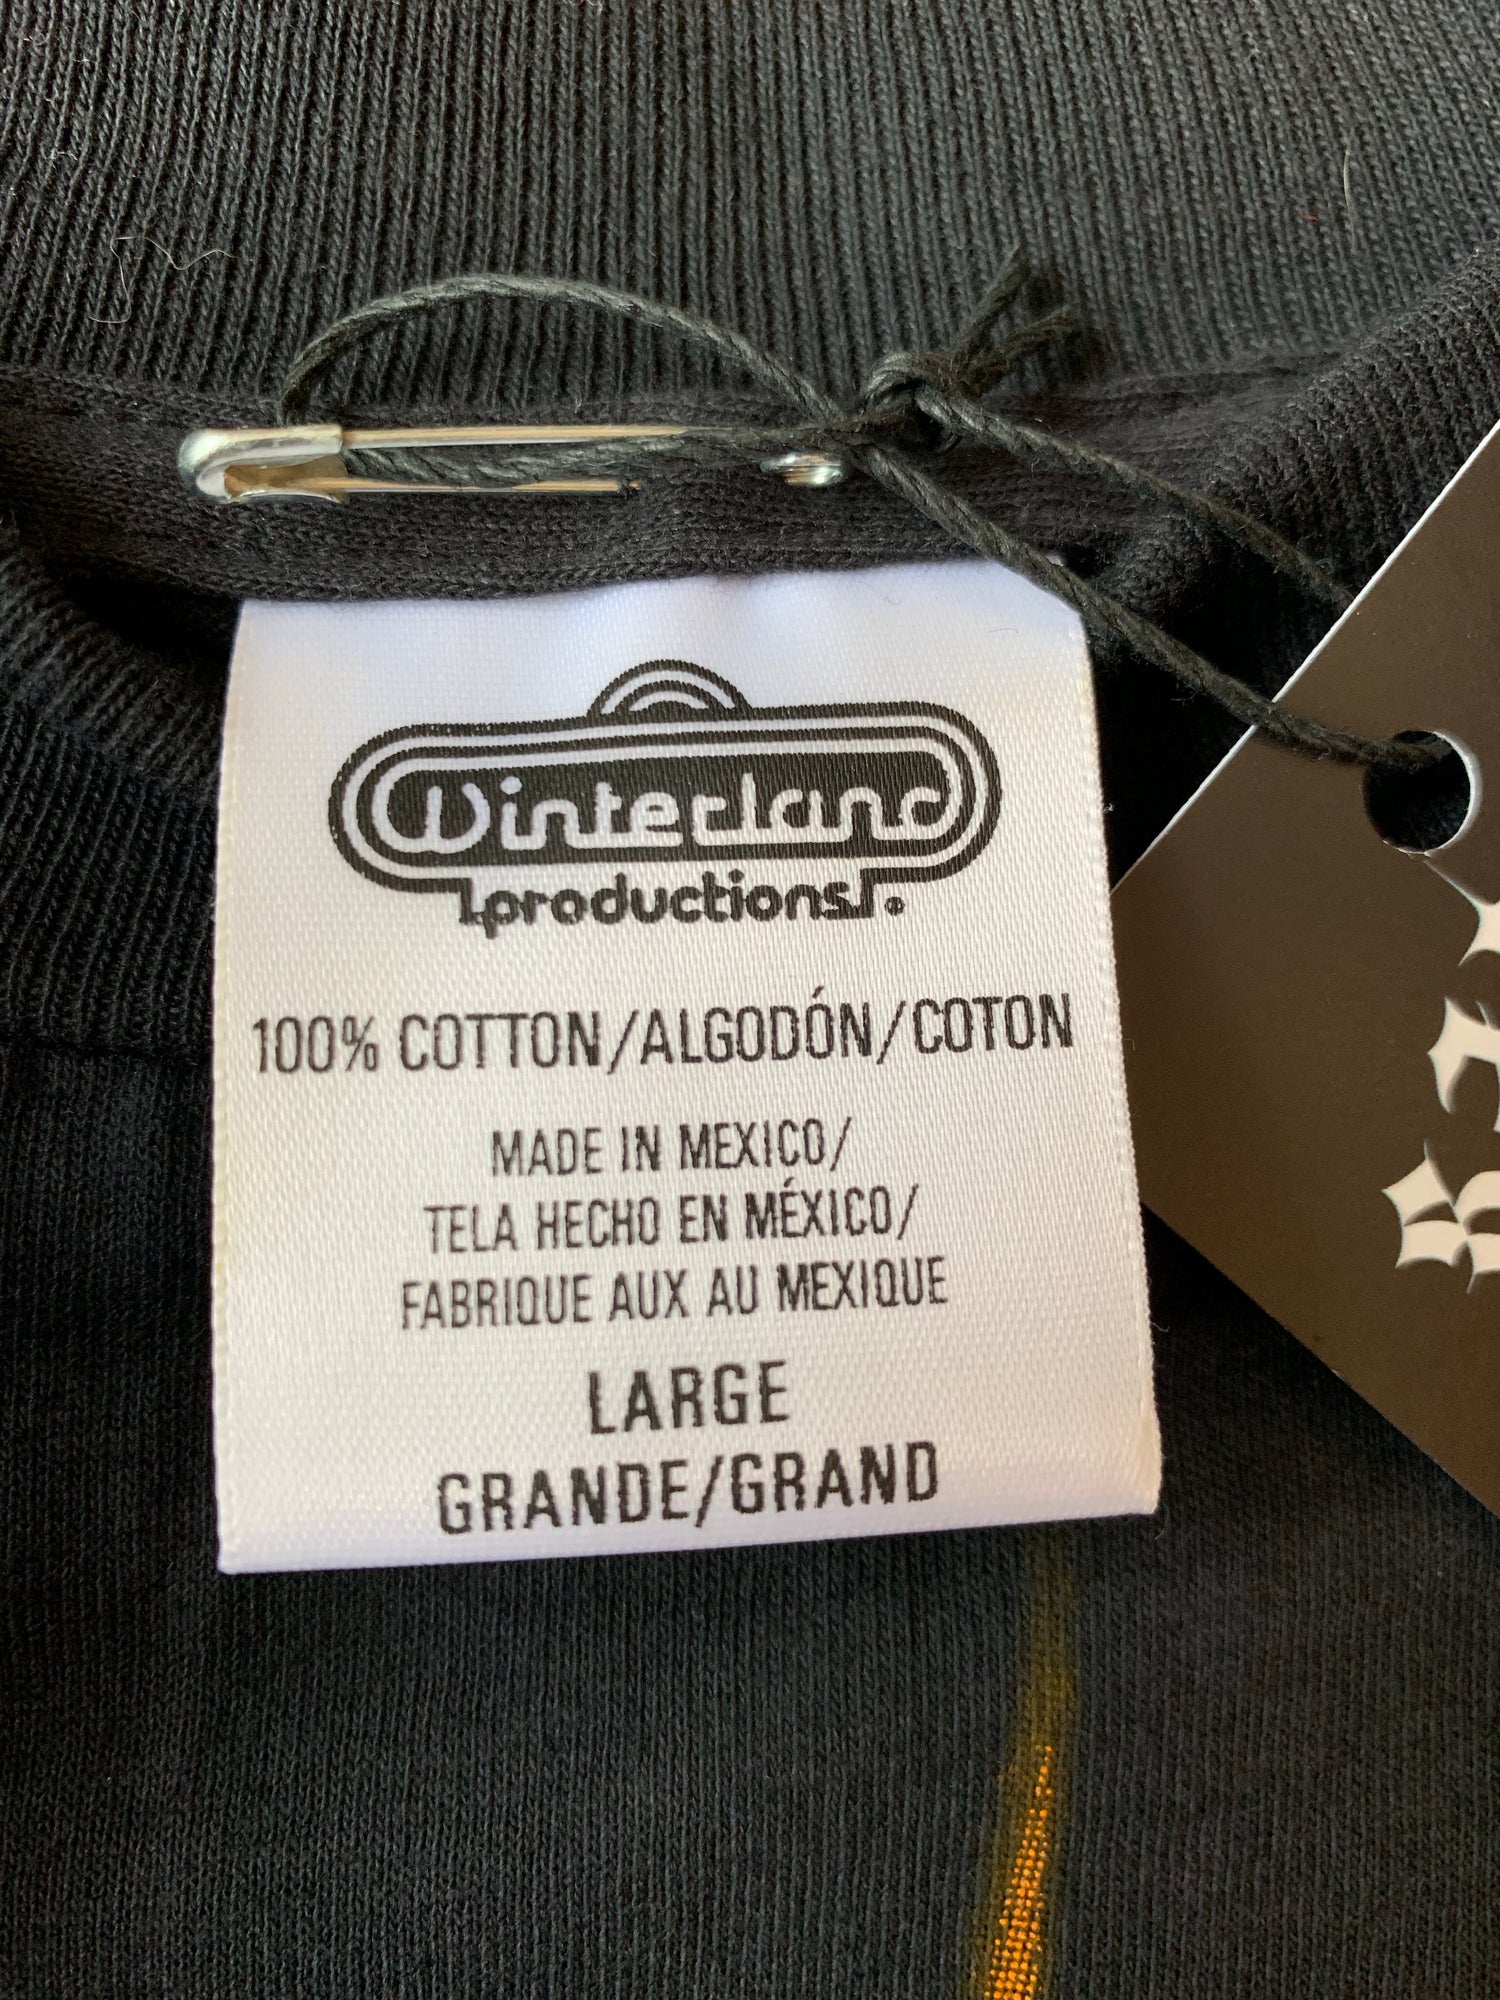 Winterland
productions.
100% COTTON/ALGODÓN/COTON
MADE IN MEXICO/
TELA HECHO EN MÉXICO/
FABRIQUE AUX AU MEXIQUE
LARGE
GRANDE/GRAND